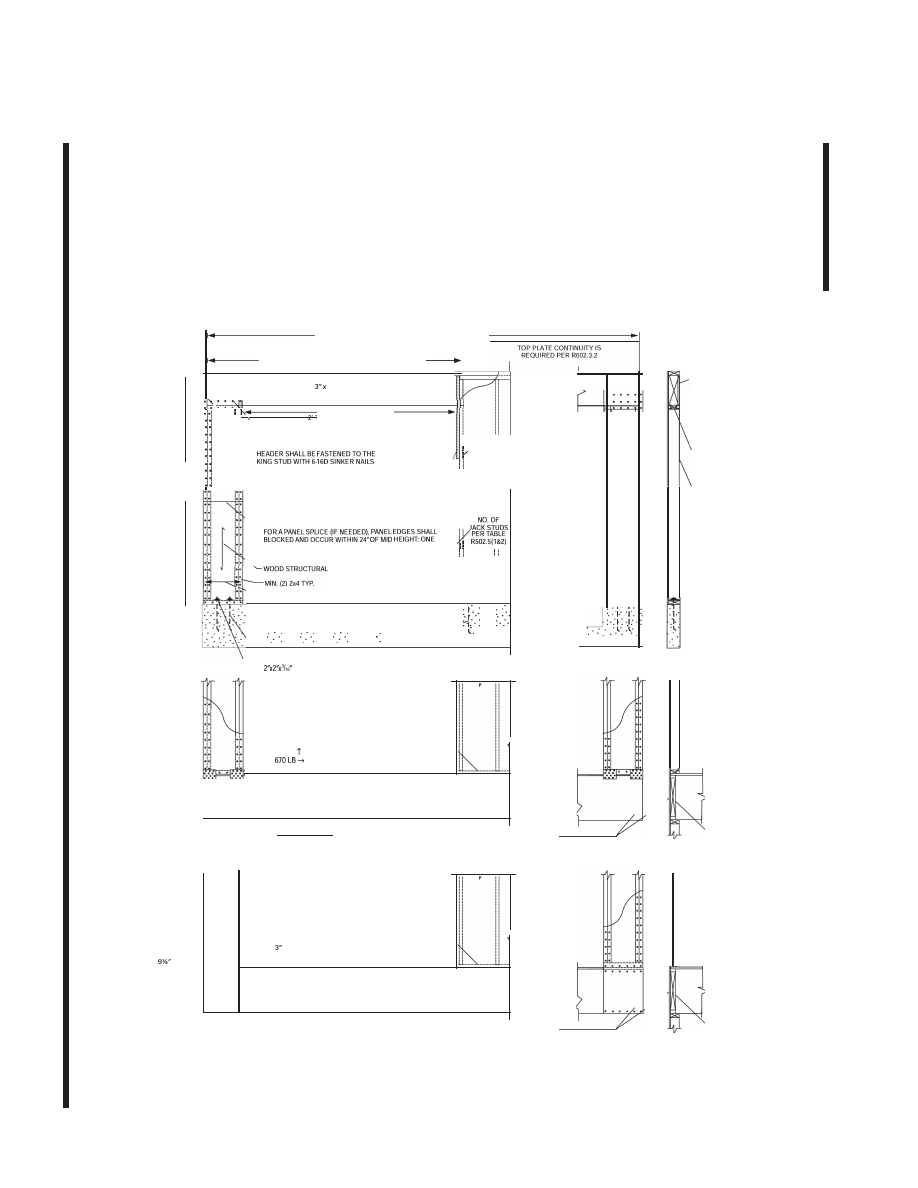 TOP PLATE CONTINUITY IS
REQUIRED PER R602.3.2
3" x
2'
HEADER SHALL BE FASTENED TO THE
KING STUD WITH 6-16D SINKER NAILS
NO. OF
JACK STUDS
PER TABLE
R502.5(1&2)
FOR A PANEL SPLICE (IF NEEDED), PANEL EDGES SHALL
BLOCKED AND OCCUR WITHIN 24" OF MID HEIGHT: ONE
WOOD STRUCTURAL
MIN. (2) 2x4 TYP.
2"x2"x3/16"
↑
670 LB →
3"
9¼"